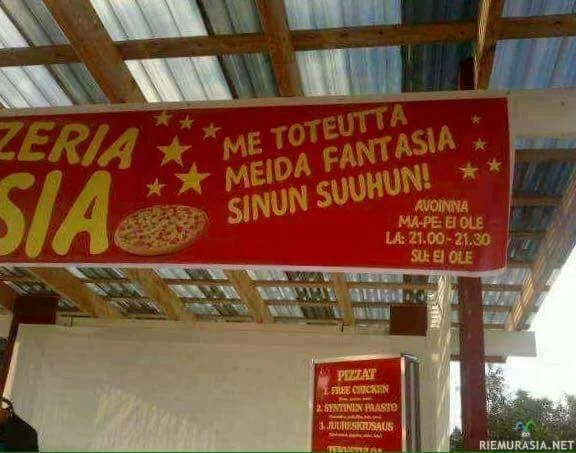 ZERIA
SIA
ME TOTEUTTA
MEIDA FANTASIA
SINUN SUUHUN!
AVOINNA
MA-PE: EI OLE
LA: 21.00 - 21.30
SU: EI OLE
PIZZAT
1. FREE CHICKEN
2. SYNTINEN PAASTO
3. JUURESKIUSAUS
RIEMURASIA.NET